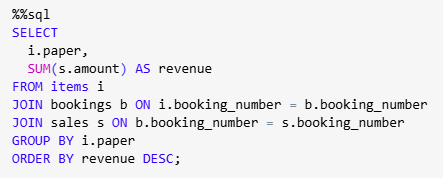 %%sql
SELECT
  i.paper,
  SUM(s.amount) AS revenue
FROM items i
JOIN bookings b ON i.booking_number = b.booking_number
JOIN sales s ON b.booking_number = s.booking_number
GROUP BY i.paper
ORDER BY revenue DESC;